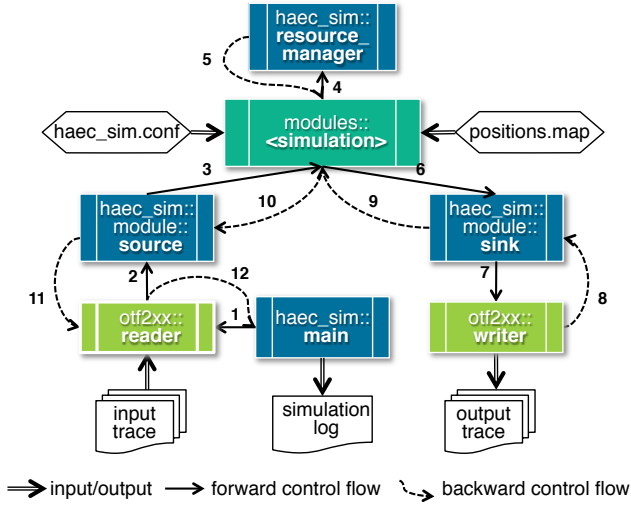 haec_sim::
resource_
manager
5
4
haec_sim.conf
modules::
<simulation>
positions.map
3
6
haec_sim::
module::
source
10
9
haec_sim::
module::
sink
2
12
7
11
8
otf2xx::
reader
1
haec_sim::
main
otf2xx::
writer
input
trace
simulation
log
output
trace
input/output
forward control flow
backward control flow